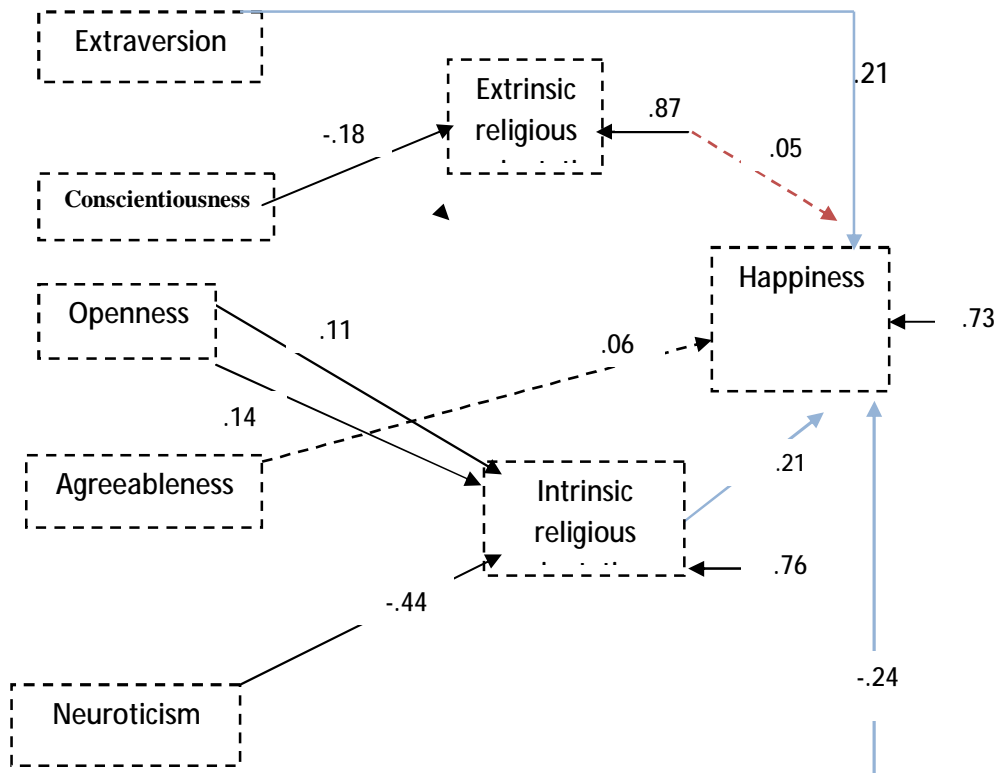 Extraversion
.21
Extrinsic
religious
.87
-.18
.05
Conscientiousness
Happiness
Openness
.11
.06
.73
.14
Agreeableness
Intrinsic
religious
.21
.76
-.44
Neuroticism
-.24